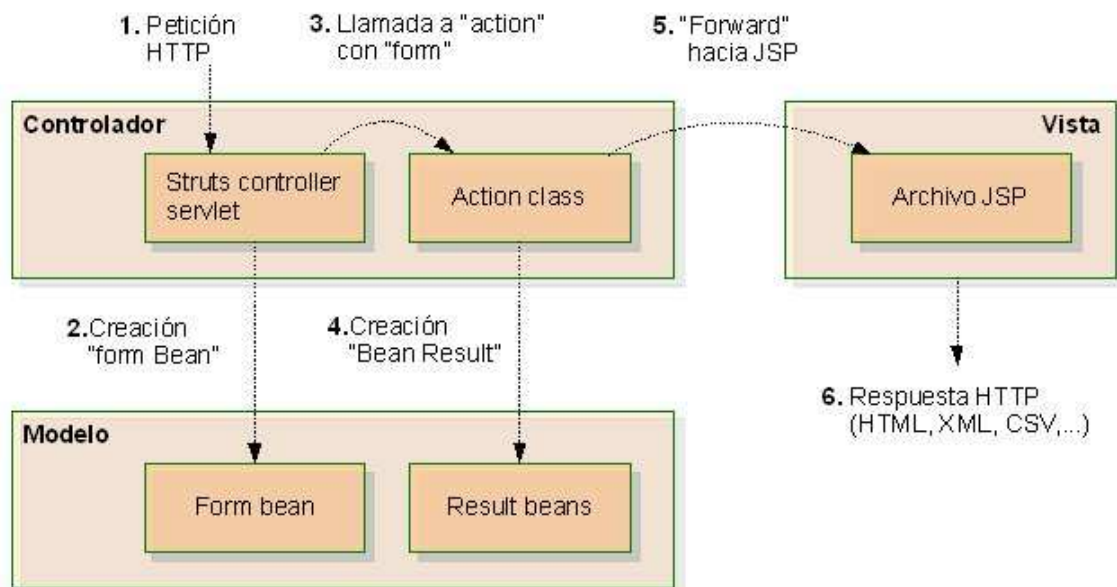 1. Petición
HTTP
3. Llamada a "action"
con "form"
5. "Forward"
hacia JSP
Controlador
Vista
Struts controller
servlet
Action class
Archivo JSP
2.Creación
"form Bean"
4.Creación
"Bean Result"
6. Respuesta HTTP
(HTML, XML, CSV,...)
Modelo
Form bean
Result beans